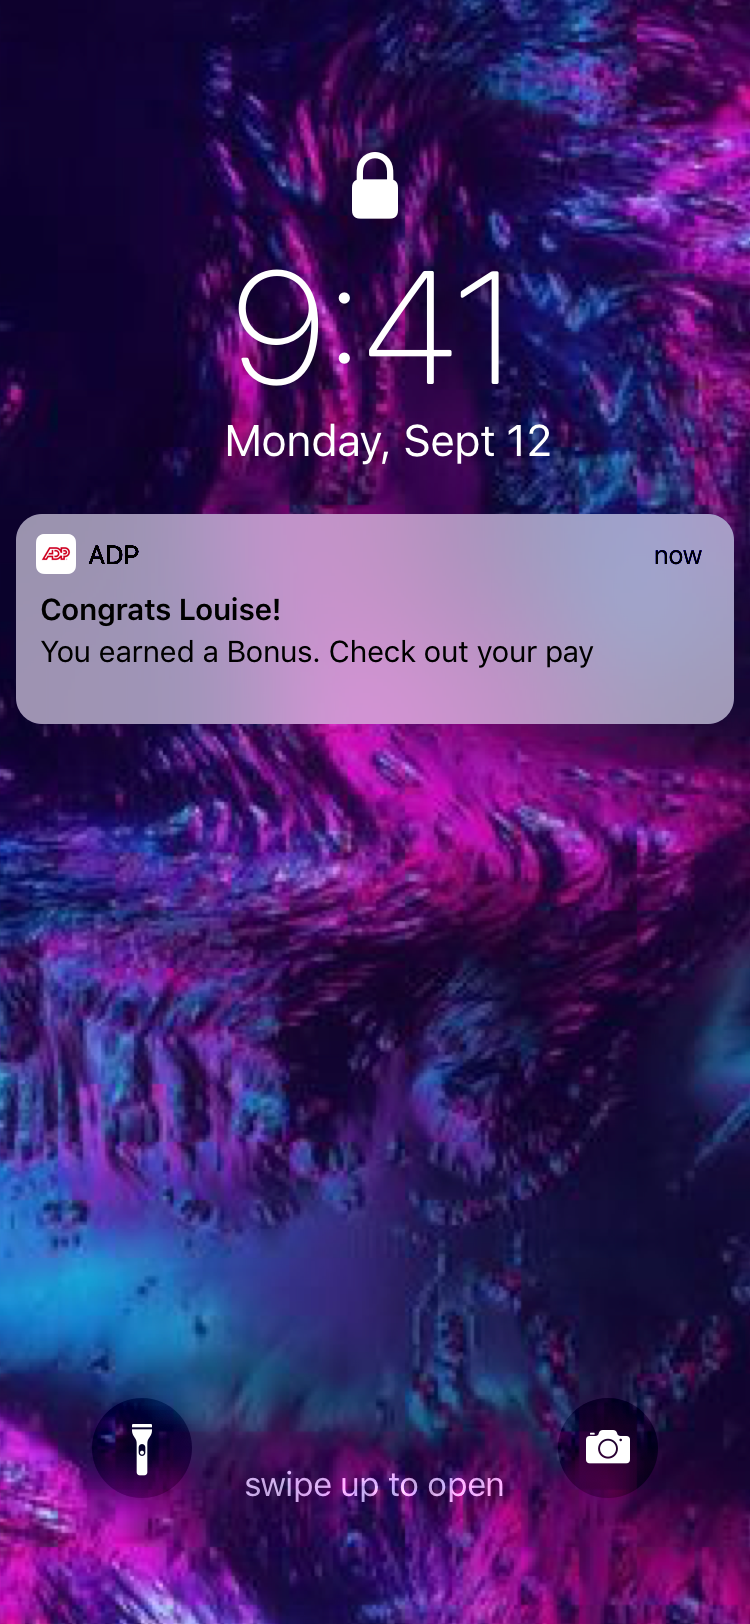 9:41
Monday, Sept 12
ADP ADP now
Congrats Louise!
You earned a Bonus. Check out your pay
swipe up to open